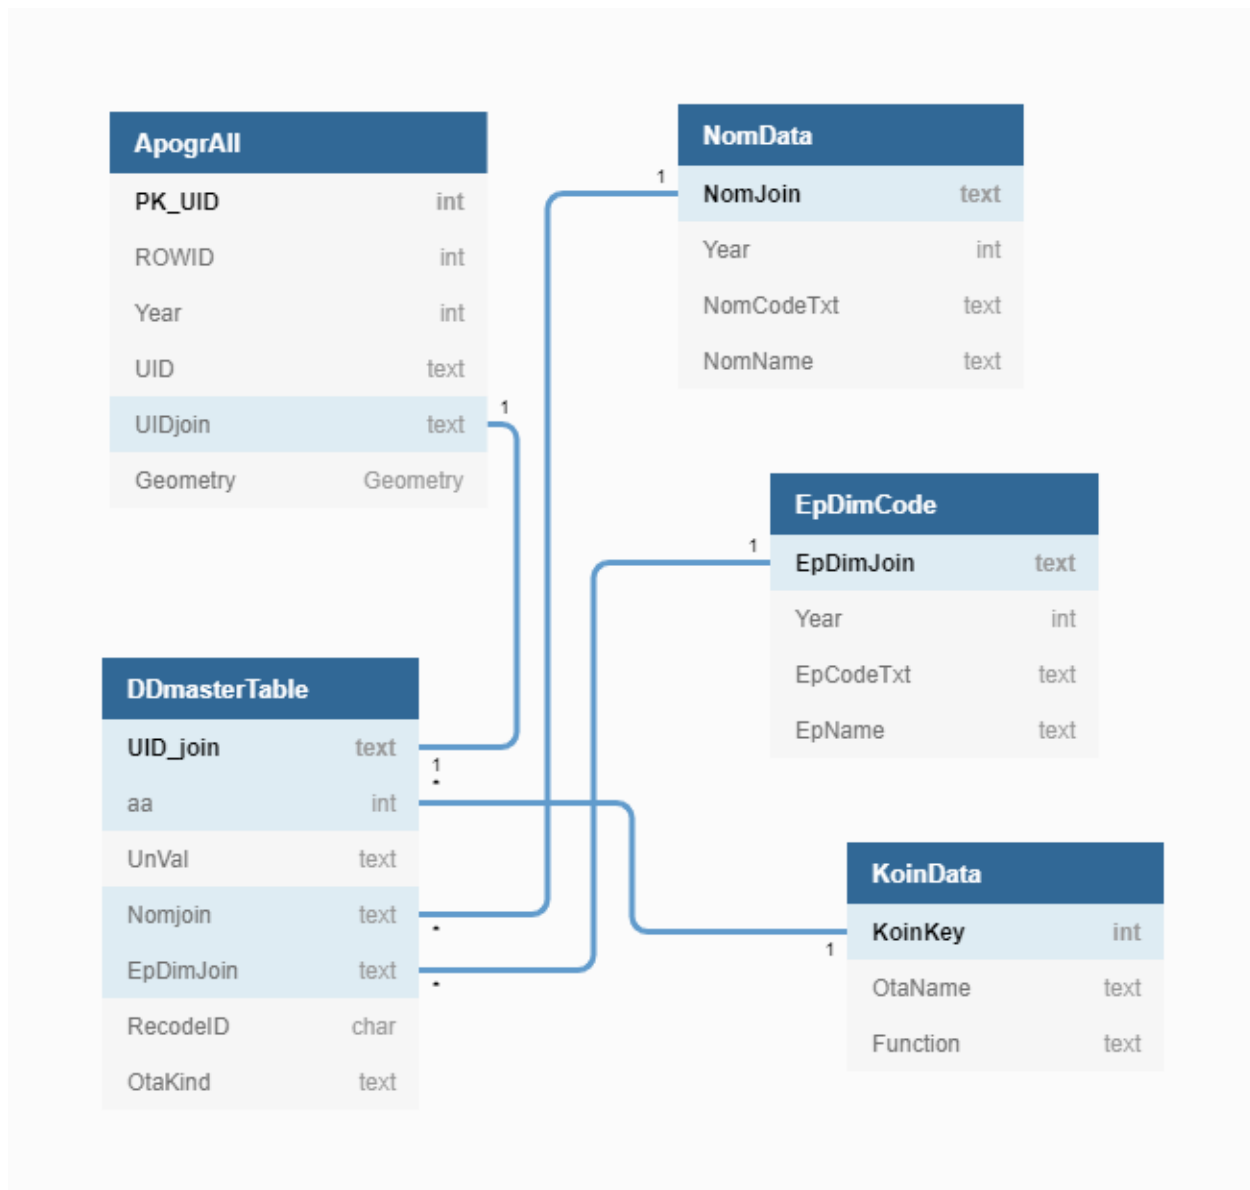 ApogrAll
PK_UID int
ROWID int
Year int
UID text
UIDjoin text
Geometry Geometry
1
NomData
1
NomJoin text
Year int
NomCodeTxt text
NomName text
EpDimCode
1
EpDimJoin text
Year int
EpCodeTxt text
EpName text
DDmasterTable
UID_join text
1
*
aa int
UnVal text
Nomjoin text
*
EpDimJoin text
*
RecodeID char
OtaKind text
KoinData
KoinKey int
1
OtaName text
Function text